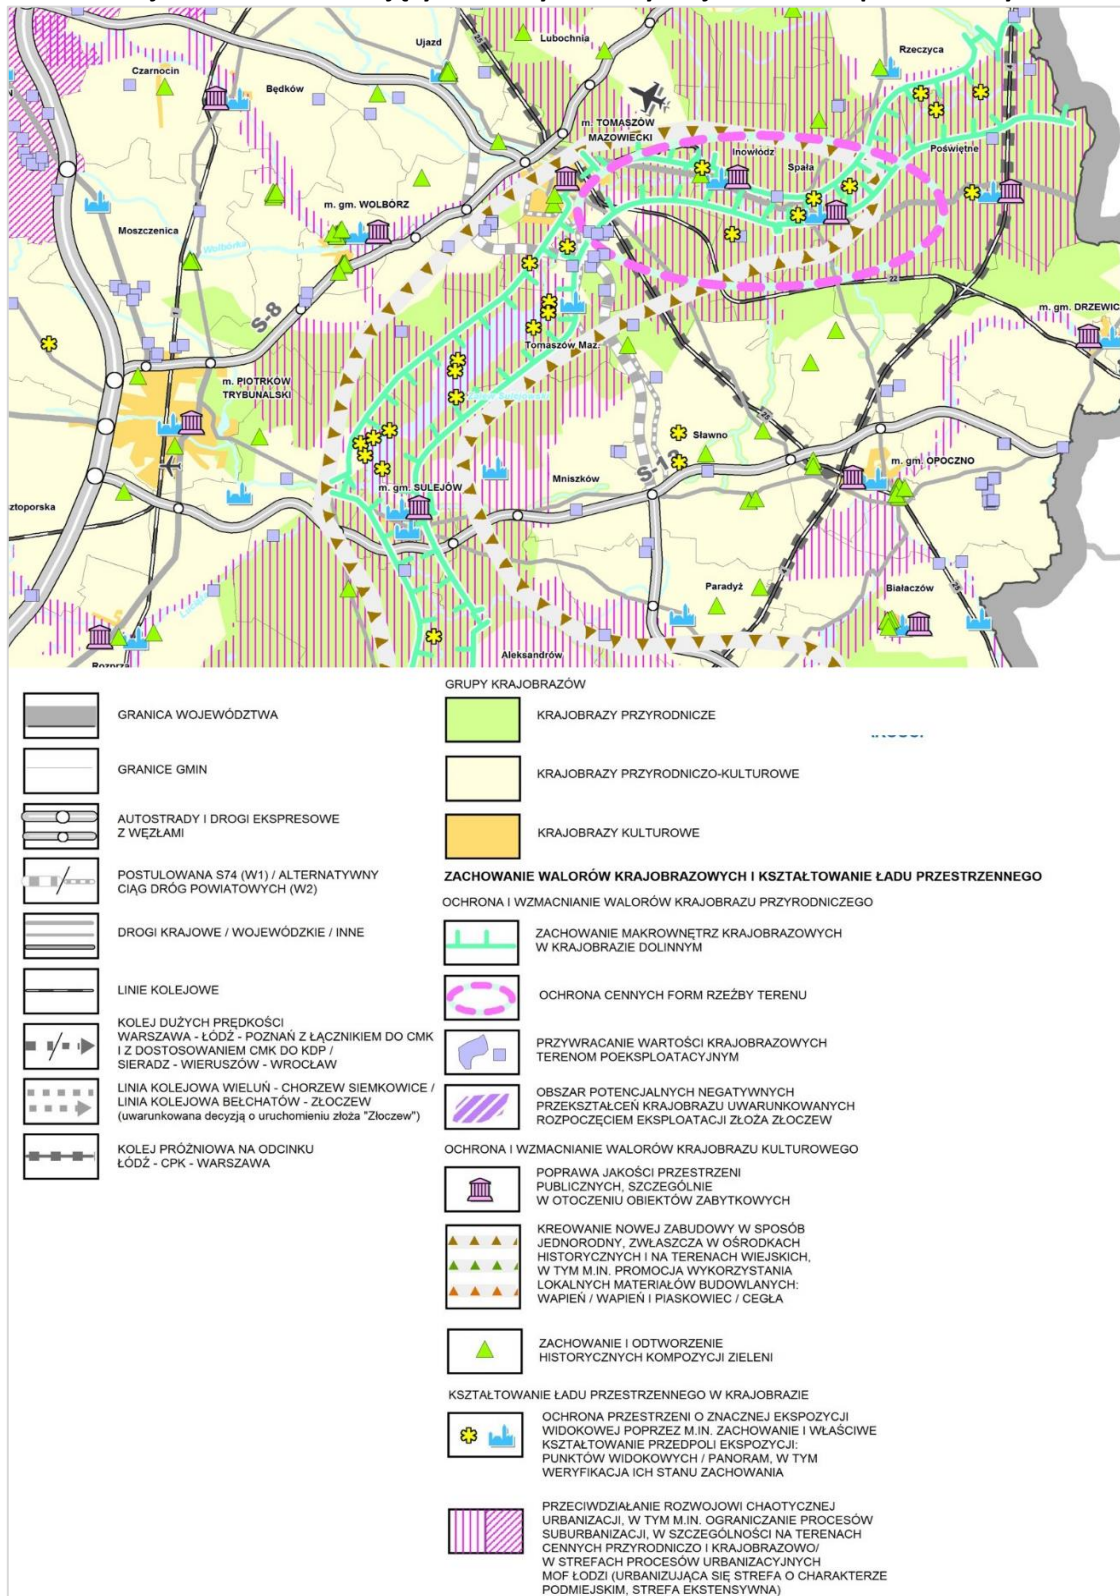 Ujazd
Lubochnia
Rzeczyca
Czarnocin
Będków
m. TOMASZÓW
MAZOWIECKI
Inowłódz
Spała
Poświętne
m. gm. WOLBÓRZ
Moszczenica
Wolbórka
S-8
22
m. gm. DRZEWIC
Tomaszów Maz.
m. PIOTRKÓW
TRYBUNALSKI
25
Sławno
S-12
m. gm. OPOCZNO
Mniszków
m. gm. SULEJÓW
sztoporska
Paradyż
Białaczów
Aleksandrów
Rozprza
GRANICA WOJEWÓDZTWA
GRANICE GMIN
AUTOSTRADY I DROGI EKSPRESOWE
Z WĘZŁAMI
POSTULOWANA S74 (W1) / ALTERNATYWNY
CIĄG DRÓG POWIATOWYCH (W2)
DROGI KRAJOWE / WOJEWÓDZKIE / INNE
LINIE KOLEJOWE
KOLEJ DUŻYCH PRĘDKOŚCI
WARSZAWA - ŁÓDŹ - POZNAŃ Z ŁĄCZNIKIEM DO CMK
I Z DOSTOSOWANIEM CMK DO KDP /
SIERADZ - WIERUSZÓW - WROCŁAW
LINIA KOLEJOWA WIELUŃ - CHORZEW SIEMKOWICE /
LINIA KOLEJOWA BEŁCHATÓW - ZŁOCZEW
(uwarunkowana decyzją o uruchomieniu złoża "Złoczew")
KOLEJ PRÓŻNIOWA NA ODCINKU
ŁÓDŹ - CPK - WARSZAWA
GRUPY KRAJOBRAZÓW
KRAJOBRAZY PRZYRODNICZE
KRAJOBRAZY PRZYRODNICZO-KULTUROWE
KRAJOBRAZY KULTUROWE
ZACHOWANIE WALORÓW KRAJOBRAZOWYCH I KSZTAŁTOWANIE ŁADU PRZESTRZENNEGO
OCHRONA I WZMACNIANIE WALORÓW KRAJOBRAZU PRZYRODNICZEGO
ZACHOWANIE MAKROWNĘTRZ KRAJOBRAZOWYCH
W KRAJOBRAZIE DOLINNYM
OCHRONA CENNYCH FORM RZEŹBY TERENU
PRZYWRACANIE WARTOŚCI KRAJOBRAZOWYCH
TERENOM POEKSPLOATACYJNYM
OBSZAR POTENCJALNYCH NEGATYWNYCH
PRZEKSZTAŁCEŃ KRAJOBRAZU UWARUNKOWANYCH
ROZPOCZĘCIEM EKSPLOATACJI ZŁOŻA ZŁOCZEW
OCHRONA I WZMACNIANIE WALORÓW KRAJOBRAZU KULTUROWEGO
POPRAWA JAKOŚCI PRZESTRZENI
PUBLICZNYCH, SZCZEGÓLNIE
W OTOCZENIU OBIEKTÓW ZABYTKOWYCH
KREOWANIE NOWEJ ZABUDOWY W SPOSÓB
JEDNORODNY, ZWŁASZCZA W OŚRODKACH
HISTORYCZNYCH I NA TERENACH WIEJSKICH,
W TYM M.IN. PROMOCJA WYKORZYSTANIA
LOKALNYCH MATERIAŁÓW BUDOWLANYCH:
WAPIEŃ / WAPIEŃ I PIASKOWIEC / CEGŁA
ZACHOWANIE I ODTWORZENIE
HISTORYCZNYCH KOMPOZYCJI ZIELENI
KSZTAŁTOWANIE ŁADU PRZESTRZENNEGO W KRAJOBRAZIE
OCHRONA PRZESTRZENI O ZNACZNEJ EKSPOZYCJI
WIDOKOWEJ POPRZEZ M.IN. ZACHOWANIE I WŁAŚCIWE
KSZTAŁTOWANIE PRZEDPOLI EKSPOZYCJI:
PUNKTÓW WIDOKOWYCH / PANORAM, W TYM
WERYFIKACJA ICH STANU ZACHOWANIA
PRZECIWDZIAŁANIE ROZWOJOWI CHAOTYCZNEJ
URBANIZACJI, W TYM M.IN. OGRANICZANIE PROCESÓW
SUBURBANIZACJI, W SZCZEGÓLNOŚCI NA TERENACH
CENNYCH PRZYRODNICZO I KRAJOBRAZOWO/
W STREFACH PROCESÓW URBANIZACYJNYCH
MOF ŁODZI (URBANIZUJĄCA SIĘ STREFA O CHARAKTERZE
PODMIEJSKIM, STREFA EKSTENSYWNA)